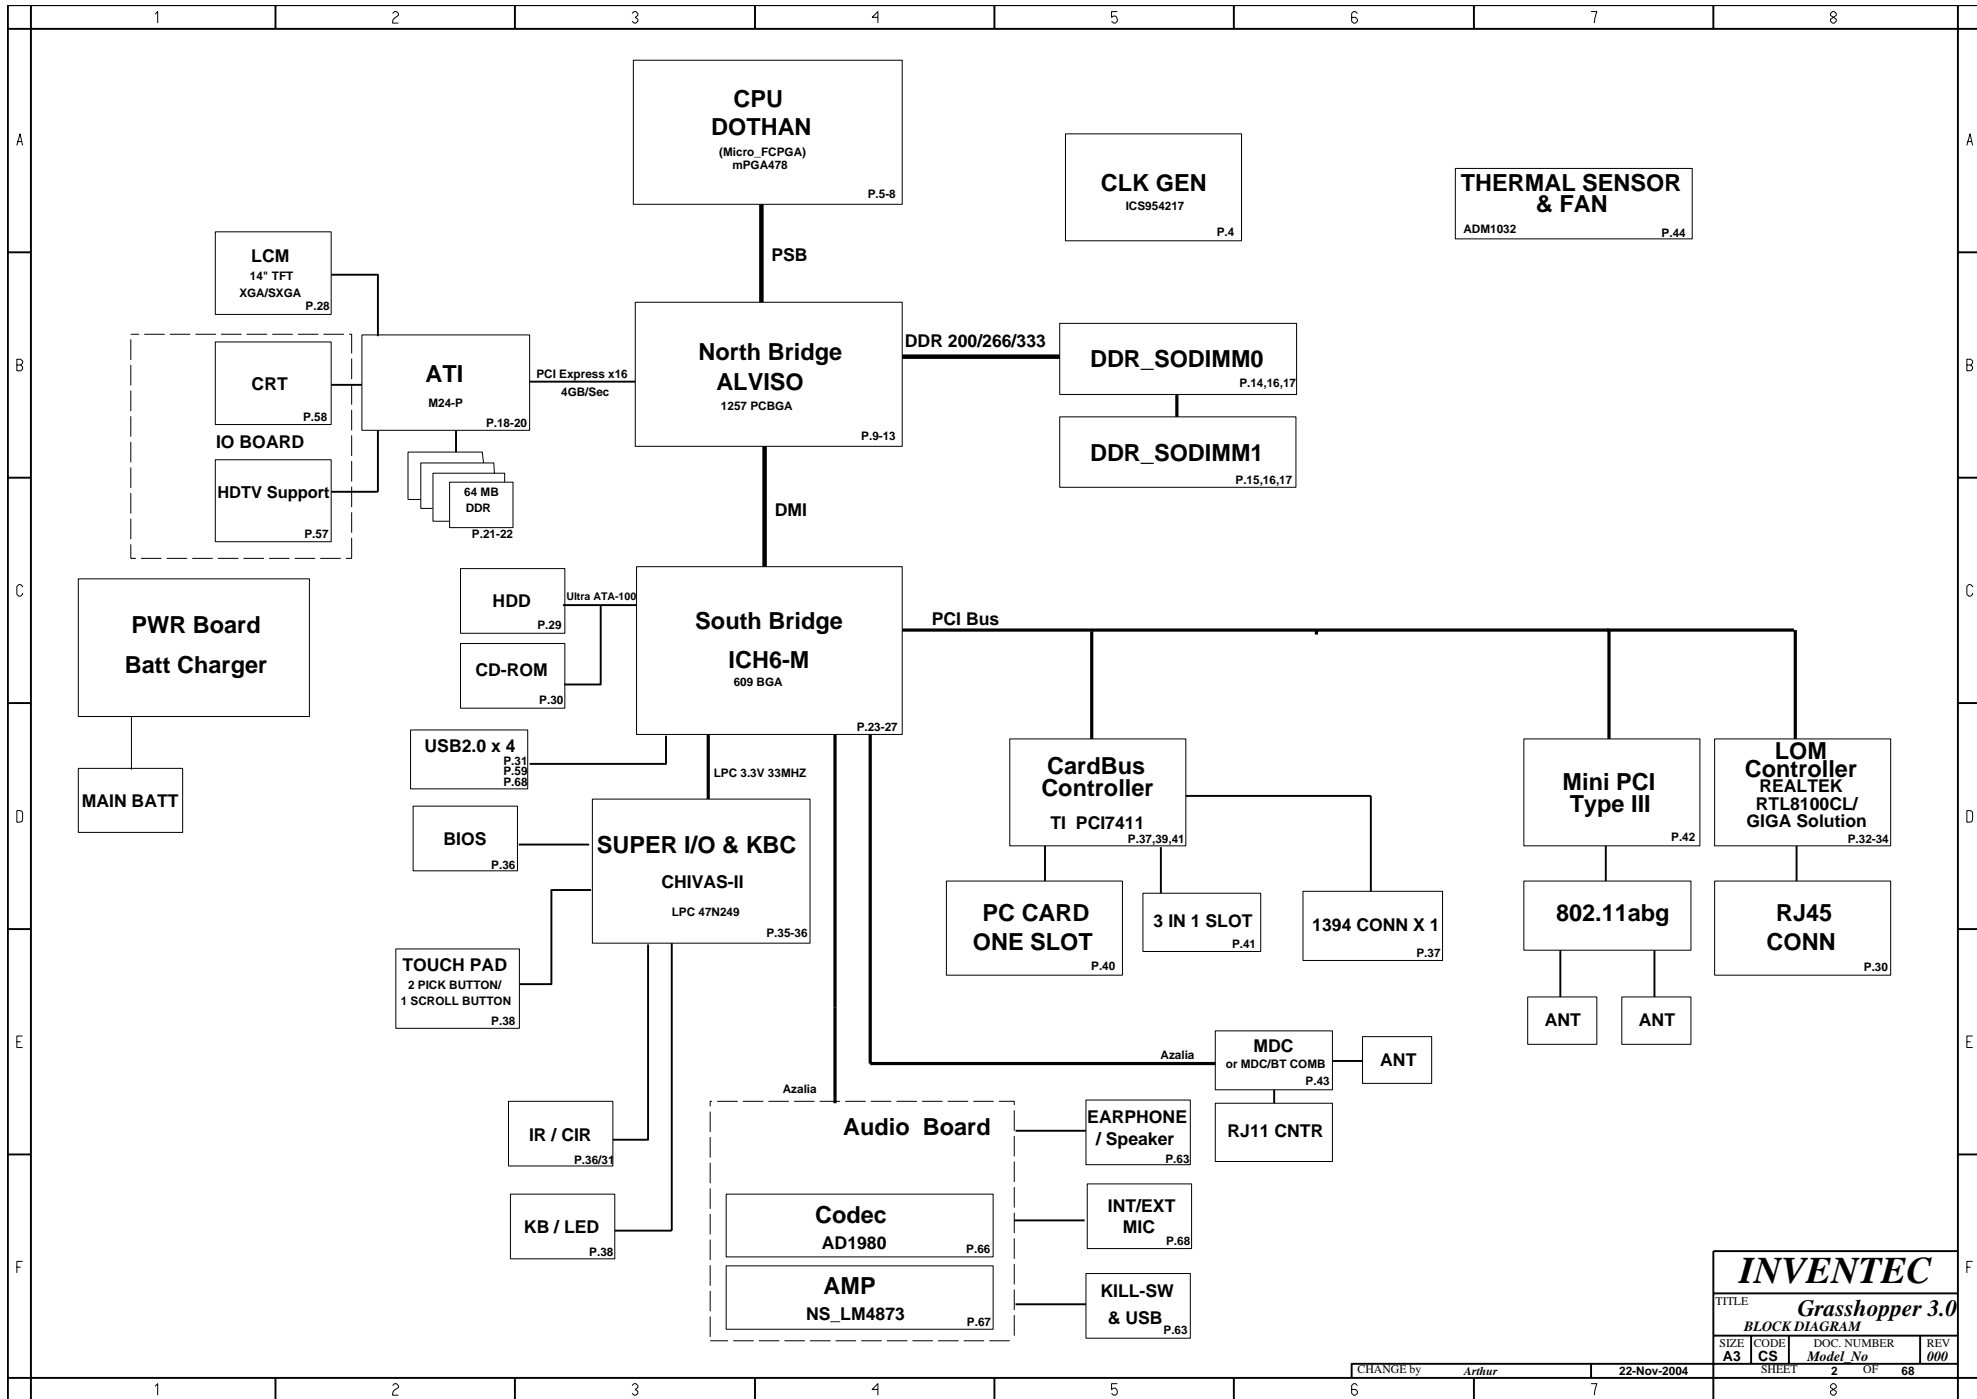 1 2 3 4 5 6 7 8
A A
B B
C C
D D
E E
F F
CPU
DOTHAN
(Micro_FCPGA)
mPGA478
P.5-8
CLK GEN
ICS954217
P.4
THERMAL SENSOR
& FAN
ADM1032
P.44
PSB
LCM
14" TFT
XGA/SXGA
P.28
CRT
P.58
IO BOARD
HDTV Support
P.57
ATI
M24-P
P.18-20
PCI Express x16
4GB/Sec
64 MB
DDR
P.21-22
North Bridge
ALVISO
1257 PCBGA
P.9-13
DDR 200/266/333
DDR_SODIMM0
P.14,16,17
DDR_SODIMM1
P.15,16,17
DMI
PWR Board
Batt Charger
MAIN BATT
HDD
P.29
Ultra ATA-100
CD-ROM
P.30
South Bridge
ICH6-M
609 BGA
P.23-27
PCI Bus
USB2.0 x 4
P.31
P.59
P.68
LPC 3.3V 33MHZ
BIOS
P.36
SUPER I/O & KBC
CHIVAS-II
LPC 47N249
P.35-36
TOUCH PAD
2 PICK BUTTON/
1 SCROLL BUTTON
P.38
IR / CIR
P.36/31
KB / LED
P.38
CardBus
Controller
TI PCI7411
P.37,39,41
PC CARD
ONE SLOT
P.40
3 IN 1 SLOT
P.41
1394 CONN X 1
P.37
Mini PCI
Type III
P.42
802.11abg
ANT
ANT
LOM
Controller
REALTEK
RTL8100CL/
GIGA Solution
P.32-34
RJ45
CONN
P.30
Azalia
MDC
or MDC/BT COMB
P.43
ANT
RJ11 CNTR
Azalia
Audio Board
Codec
AD1980
P.66
AMP
NS_LM4873
P.67
EARPHONE
/ Speaker
P.63
INT/EXT
MIC
P.68
KILL-SW
& USB
P.63
INVENTEC
TITLE
Grasshopper 3.0
BLOCK DIAGRAM
SIZE CODE DOC. NUMBER REV
A3 CS Model_No 000
CHANGE by Arthur 22-Nov-2004 SHEET 2 OF 68
1 2 3 4 5 6 7 8